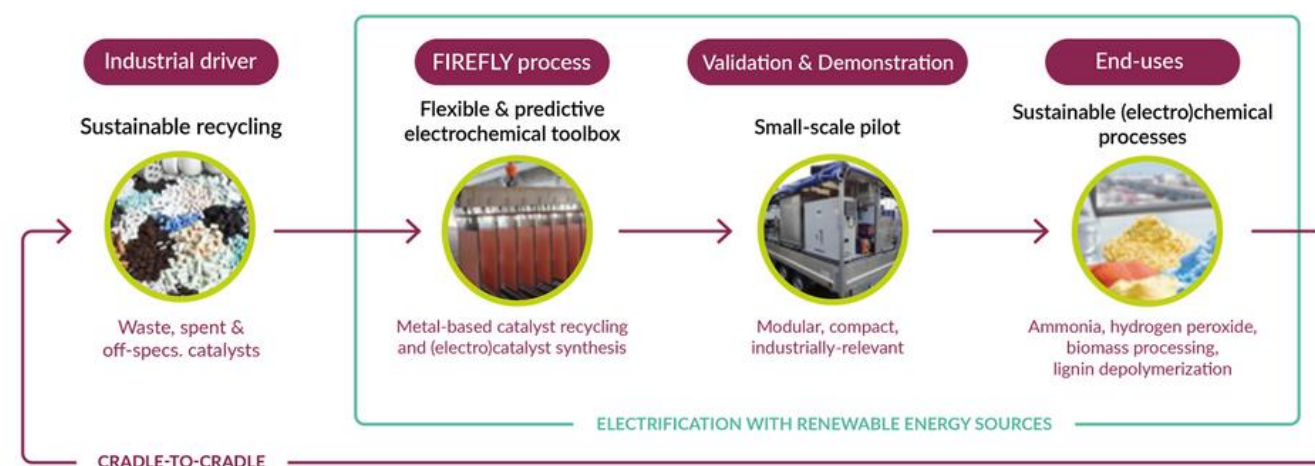 Industrial driver
Sustainable recycling
Waste, spent &
off-specs. catalysts
FIREFLY process
Flexible & predictive
electrochemical toolbox
Metal-based catalyst recycling
and (electro)catalyst synthesis
Validation & Demonstration
Small-scale pilot
Modular, compact,
industrially-relevant
End-uses
Sustainable (electro)chemical
processes
Ammonia, hydrogen peroxide,
biomass processing,
lignin depolymerization
ELECTRIFICATION WITH RENEWABLE ENERGY SOURCES
CRADLE-TO-CRADLE